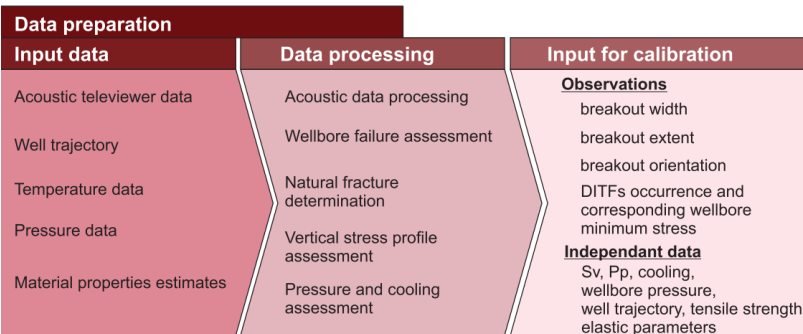 Data preparation
Input data
Acoustic televiewer data
Well trajectory
Temperature data
Pressure data
Material properties estimates
Data processing
Acoustic data processing
Wellbore failure assessment
Natural fracture
determination
Vertical stress profile
assessment
Pressure and cooling
assessment
Input for calibration
Observations
breakout width
breakout extent
breakout orientation
DITFs occurrence and
corresponding wellbore
minimum stress
Independant data
Sv, Pp, cooling,
wellbore pressure,
well trajectory, tensile strength
elastic parameters